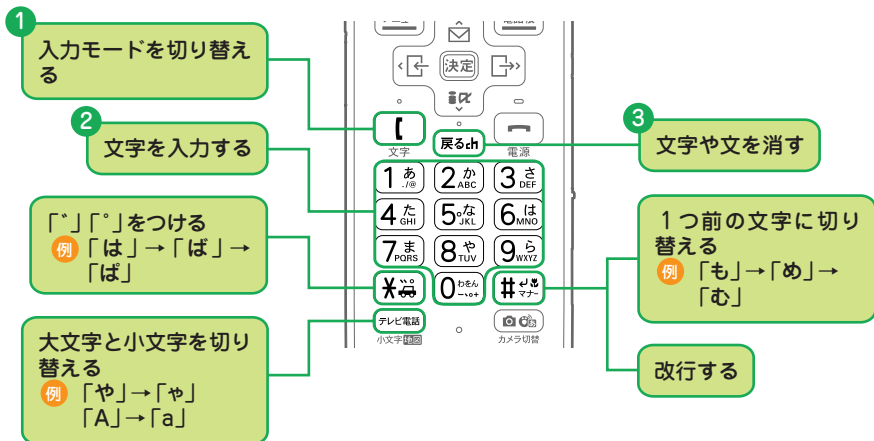 1
入力モードを切り替え
る
2
文字を入力する
「゛」「゜」をつける
例 「は」→「ば」→
「ぱ」
大文字と小文字を切り
替える
例 「や」→「ゃ」
「A」→「a」
決定
文字
戻るch
電源
1 あ ./@
2 か ABC
3 さ DEF
4 た GHI
5 な JKL
6 は MNO
7 ま PQRS
8 や TUV
9 ら WXYZ
0 わをん
# マナー
テレビ電話
小文字 地図
カメラ切替
3
文字や文を消す
1つ前の文字に切り
替える
例 「も」→「め」→
「む」
改行する